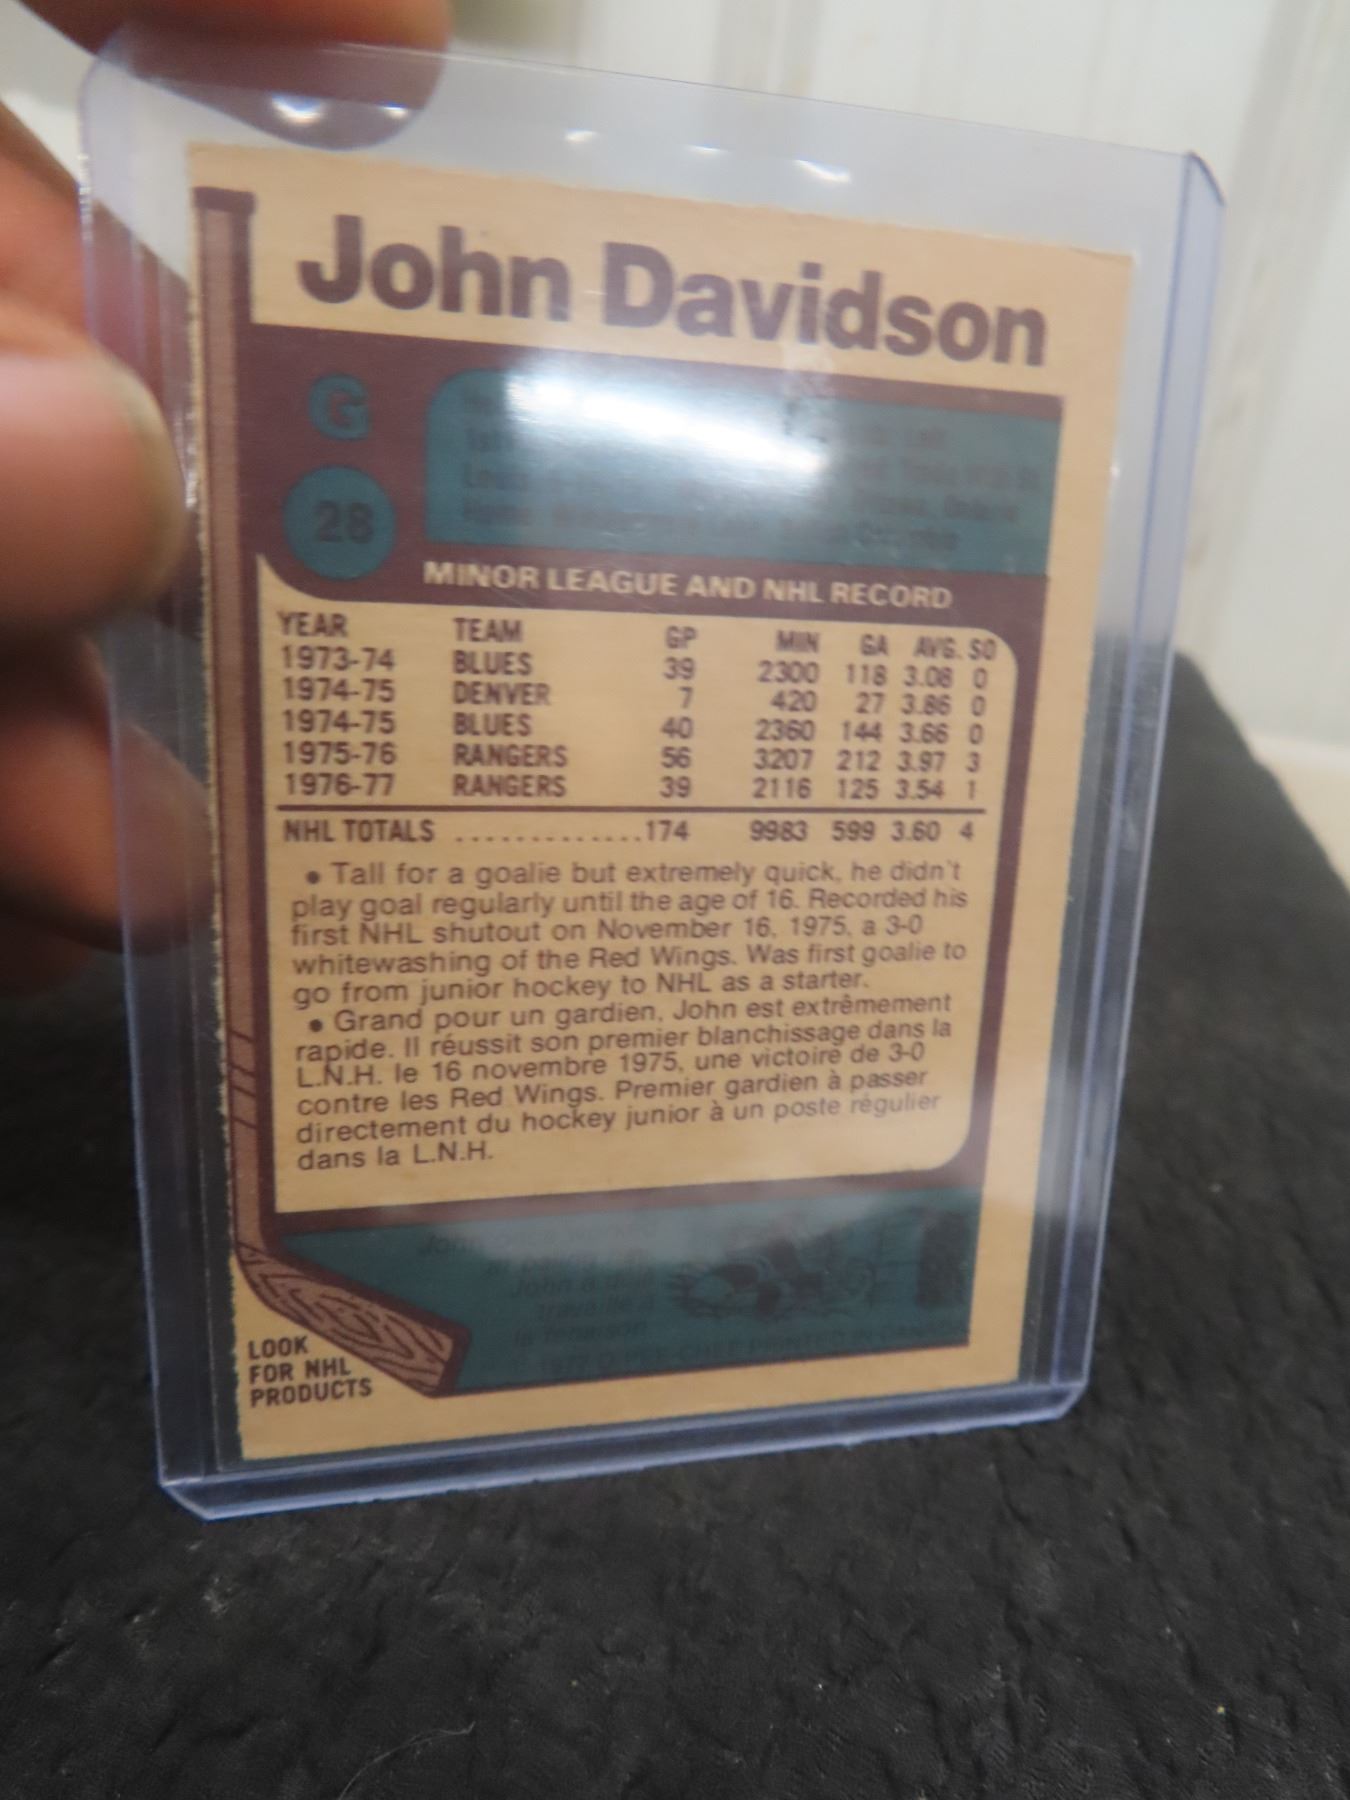 John Davidson
G
28
MINOR LEAGUE AND NHL RECORD
YEAR TEAM GP MIN GA AVG. SO
1973-74 BLUES 39 2300 118 3.08 0
1974-75 DENVER 7 420 27 3.86 0
1974-75 BLUES 40 2360 144 3.66 0
1975-76 RANGERS 56 3207 212 3.97 3
1976-77 RANGERS 39 2116 125 3.54 1
NHL TOTALS .............174 9983 599 3.60 4
• Tall for a goalie but extremely quick, he didn't
play goal regularly until the age of 16. Recorded his
first NHL shutout on November 16, 1975, a 3-0
whitewashing of the Red Wings. Was first goalie to
go from junior hockey to NHL as a starter.
• Grand pour un gardien, John est extrêmement
rapide. Il réussit son premier blanchissage dans la
L.N.H. le 16 novembre 1975, une victoire de 3-0
contre les Red Wings. Premier gardien à passer
directement du hockey junior à un poste régulier
dans la L.N.H.
John
travaille à
1977 O-PEE-CHEE PRINTED IN CANADA
LOOK
FOR NHL
PRODUCTS